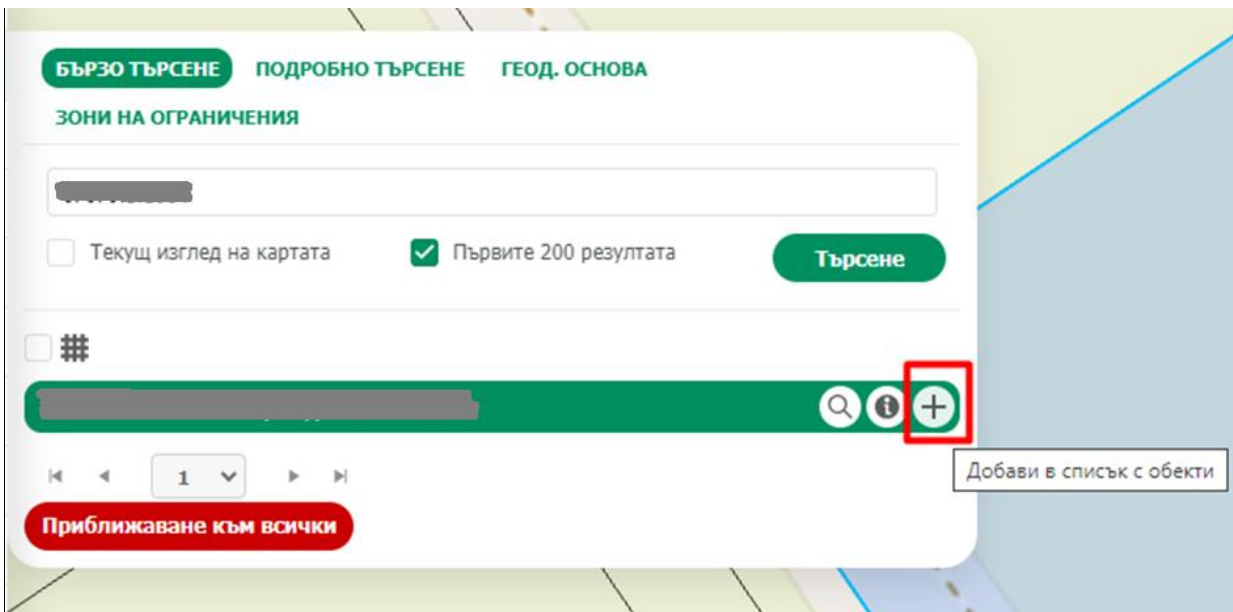 БЪРЗО ТЪРСЕНЕ ПОДРОБНО ТЪРСЕНЕ ГЕОД. ОСНОВА
ЗОНИ НА ОГРАНИЧЕНИЯ
Текущ изглед на картата Първите 200 резултата Търсене
Добави в списък с обекти
1
Приближаване към всички